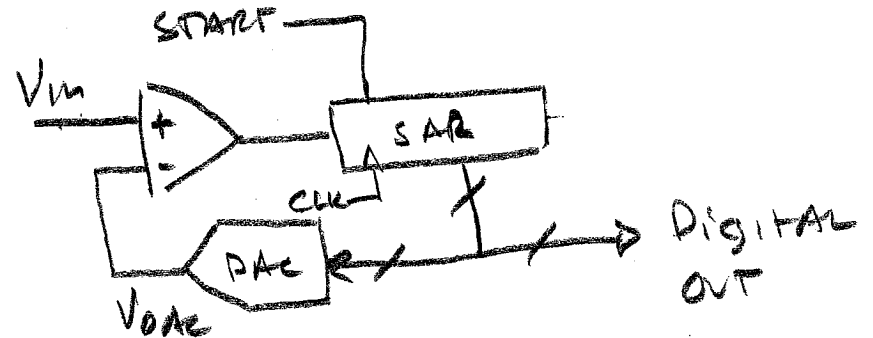 START
Vin
+
-
SAR
CLK
DAC
VDAC
DigitAL
OUT